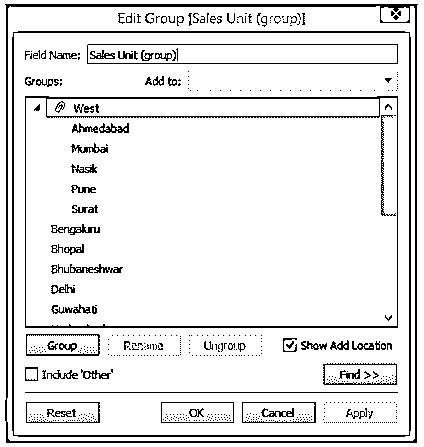 Edit Group [Sales Unit (group)]
Field Name: Sales Unit (group)
Groups: Add to:
West
Ahmedabad
Mumbai
Nasik
Pune
Surat
Bengaluru
Bhopal
Bhubaneshwar
Delhi
Guwahati
Group Rename Ungroup Show Add Location
Include 'Other' Find >>
Reset OK Cancel Apply